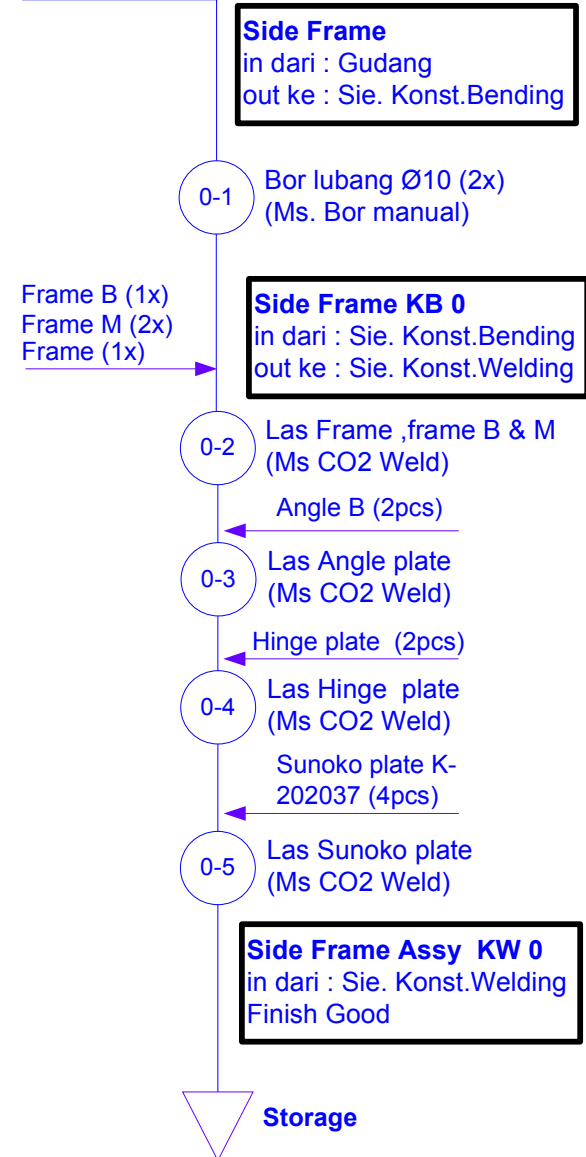 Side Frame
in dari : Gudang
out ke : Sie. Konst.Bending
0-1
Bor lubang Ø10 (2x)
(Ms. Bor manual)
Frame B (1x)
Frame M (2x)
Frame (1x)
Side Frame KB 0
in dari : Sie. Konst.Bending
out ke : Sie. Konst.Welding
0-2
Las Frame ,frame B & M
(Ms CO2 Weld)
Angle B (2pcs)
0-3
Las Angle plate
(Ms CO2 Weld)
Hinge plate (2pcs)
0-4
Las Hinge plate
(Ms CO2 Weld)
Sunoko plate K-
202037 (4pcs)
0-5
Las Sunoko plate
(Ms CO2 Weld)
Side Frame Assy KW 0
in dari : Sie. Konst.Welding
Finish Good
Storage